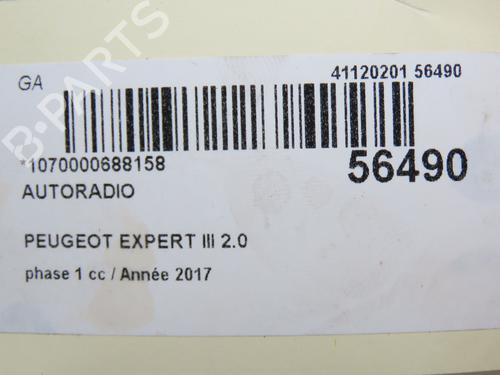 GA
41120201 56490
*1070000688158
56490
AUTORADIO
PEUGEOT EXPERT III 2.0
phase 1 cc / Année 2017
B-PARTS